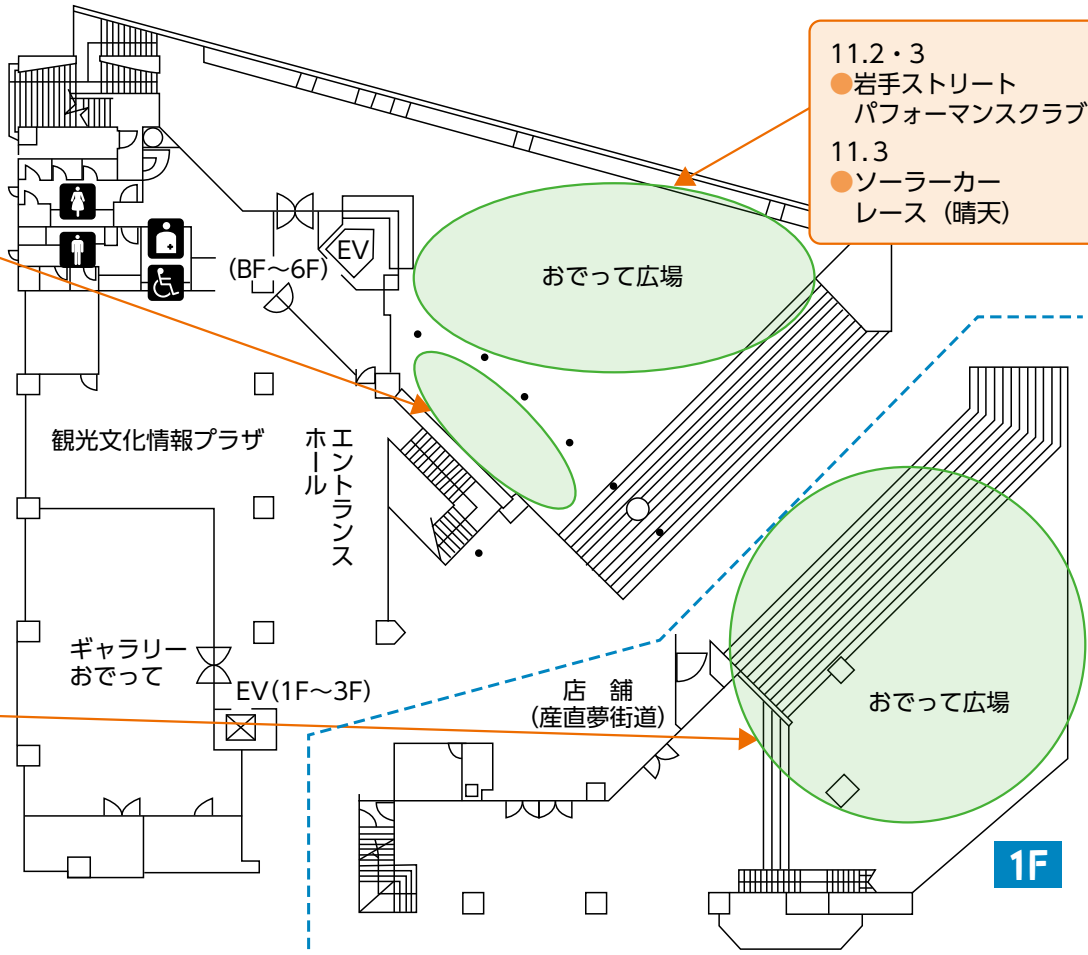 11.2・3
●岩手ストリート
パフォーマンスクラブ
11.3
●ソーラーカー
レース（晴天）
EV
(BF～6F)
おでって広場
観光文化情報プラザ
エントランス
ホール
ギャラリー
おでって
EV(1F～3F)
店　舗
(産直夢街道)
おでって広場
1F